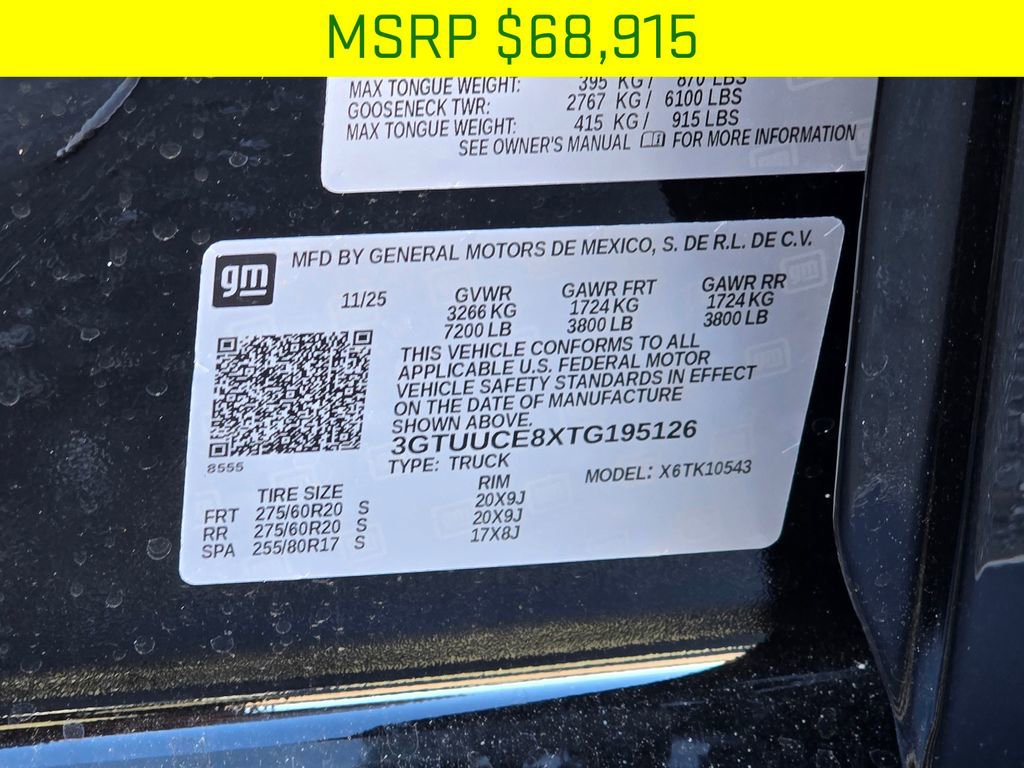 MSRP $68,915
MAX TONGUE WEIGHT: 395 KG / 870 LBS
GOOSENECK TWR: 2767 KG / 6100 LBS
MAX TONGUE WEIGHT: 415 KG / 915 LBS
SEE OWNER'S MANUAL FOR MORE INFORMATION
gm
MFD BY GENERAL MOTORS DE MEXICO, S. DE R.L. DE C.V.
11/25 GVWR GAWR FRT GAWR RR
3266 KG 1724 KG 1724 KG
7200 LB 3800 LB 3800 LB
THIS VEHICLE CONFORMS TO ALL
APPLICABLE U.S. FEDERAL MOTOR
VEHICLE SAFETY STANDARDS IN EFFECT
ON THE DATE OF MANUFACTURE
SHOWN ABOVE.
3GTUUCE8XTG195126
8555
TYPE: TRUCK MODEL: X6TK10543
TIRE SIZE RIM
FRT 275/60R20 S 20X9J
RR 275/60R20 S 20X9J
SPA 255/80R17 S 17X8J